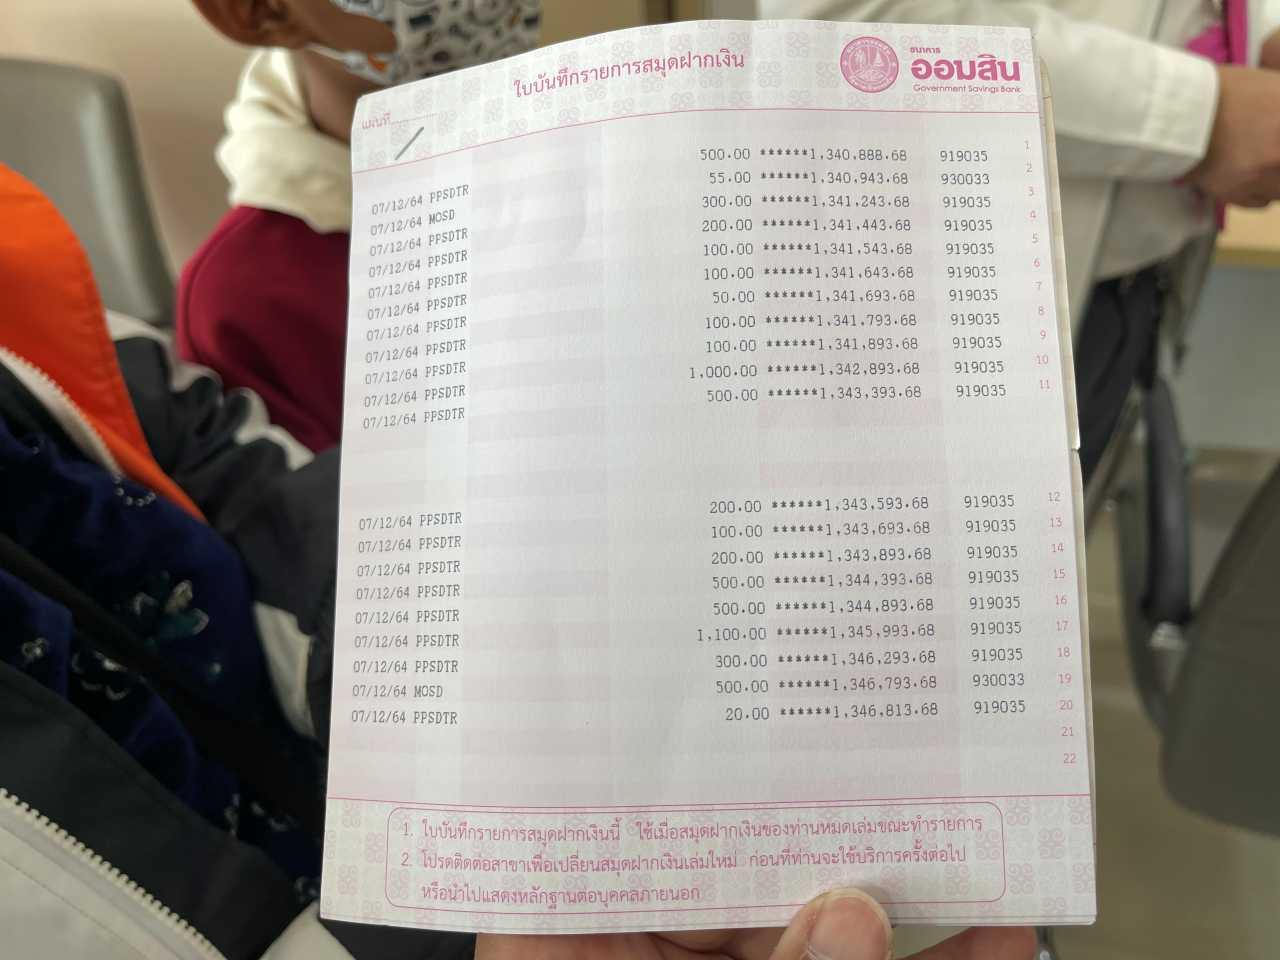 ใบบันทึกรายการสมุดฝากเงิน
ธนาคาร
ออมสิน
Government Savings Bank
แผ่นที่............
07/12/64 PPSDTR 500.00 ******1,340,888.68 919035 1
07/12/64 MOSD 55.00 ******1,340,943.68 930033 2
07/12/64 PPSDTR 300.00 ******1,341,243.68 919035 3
07/12/64 PPSDTR 200.00 ******1,341,443.68 919035 4
07/12/64 PPSDTR 100.00 ******1,341,543.68 919035 5
07/12/64 PPSDTR 100.00 ******1,341,643.68 919035 6
07/12/64 PPSDTR 50.00 ******1,341,693.68 919035 7
07/12/64 PPSDTR 100.00 ******1,341,793.68 919035 8
07/12/64 PPSDTR 100.00 ******1,341,893.68 919035 9
07/12/64 PPSDTR 1,000.00 ******1,342,893.68 919035 10
07/12/64 PPSDTR 500.00 ******1,343,393.68 919035 11
07/12/64 PPSDTR 200.00 ******1,343,593.68 919035 12
07/12/64 PPSDTR 100.00 ******1,343,693.68 919035 13
07/12/64 PPSDTR 200.00 ******1,343,893.68 919035 14
07/12/64 PPSDTR 500.00 ******1,344,393.68 919035 15
07/12/64 PPSDTR 500.00 ******1,344,893.68 919035 16
07/12/64 PPSDTR 1,100.00 ******1,345,993.68 919035 17
07/12/64 PPSDTR 300.00 ******1,346,293.68 919035 18
07/12/64 MOSD 500.00 ******1,346,793.68 930033 19
07/12/64 PPSDTR 20.00 ******1,346,813.68 919035 20
21
22
1. ใบบันทึกรายการสมุดฝากเงินนี้ ใช้เมื่อสมุดฝากเงินของท่านหมดเล่มขณะทำรายการ
2. โปรดติดต่อสาขาเพื่อเปลี่ยนสมุดฝากเงินเล่มใหม่ ก่อนที่ท่านจะใช้บริการครั้งต่อไป
หรือนำไปแสดงหลักฐานต่อบุคคลภายนอก